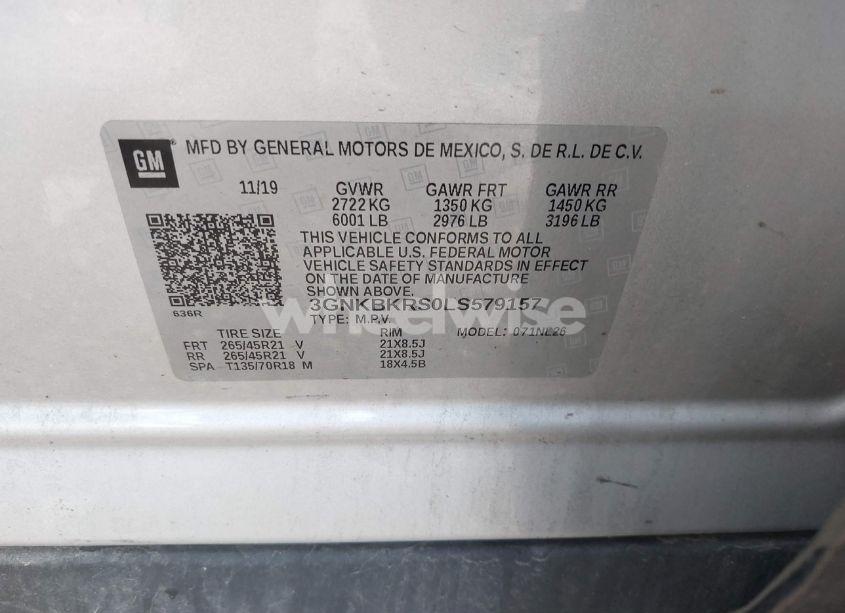 GM
MFD BY GENERAL MOTORS DE MEXICO, S. DE R.L. DE C.V.
11/19 GVWR GAWR FRT GAWR RR
2722 KG 1350 KG 1450 KG
6001 LB 2976 LB 3196 LB
THIS VEHICLE CONFORMS TO ALL
APPLICABLE U.S. FEDERAL MOTOR
VEHICLE SAFETY STANDARDS IN EFFECT
ON THE DATE OF MANUFACTURE
SHOWN ABOVE.
3GNKBKRS0LS579157
wheelwise
636R
TYPE: M.P.V.
TIRE SIZE RIM MODEL: 071NL26
FRT 265/45R21 V 21X8.5J
RR 265/45R21 V 21X8.5J
SPA T135/70R18 M 18X4.5B